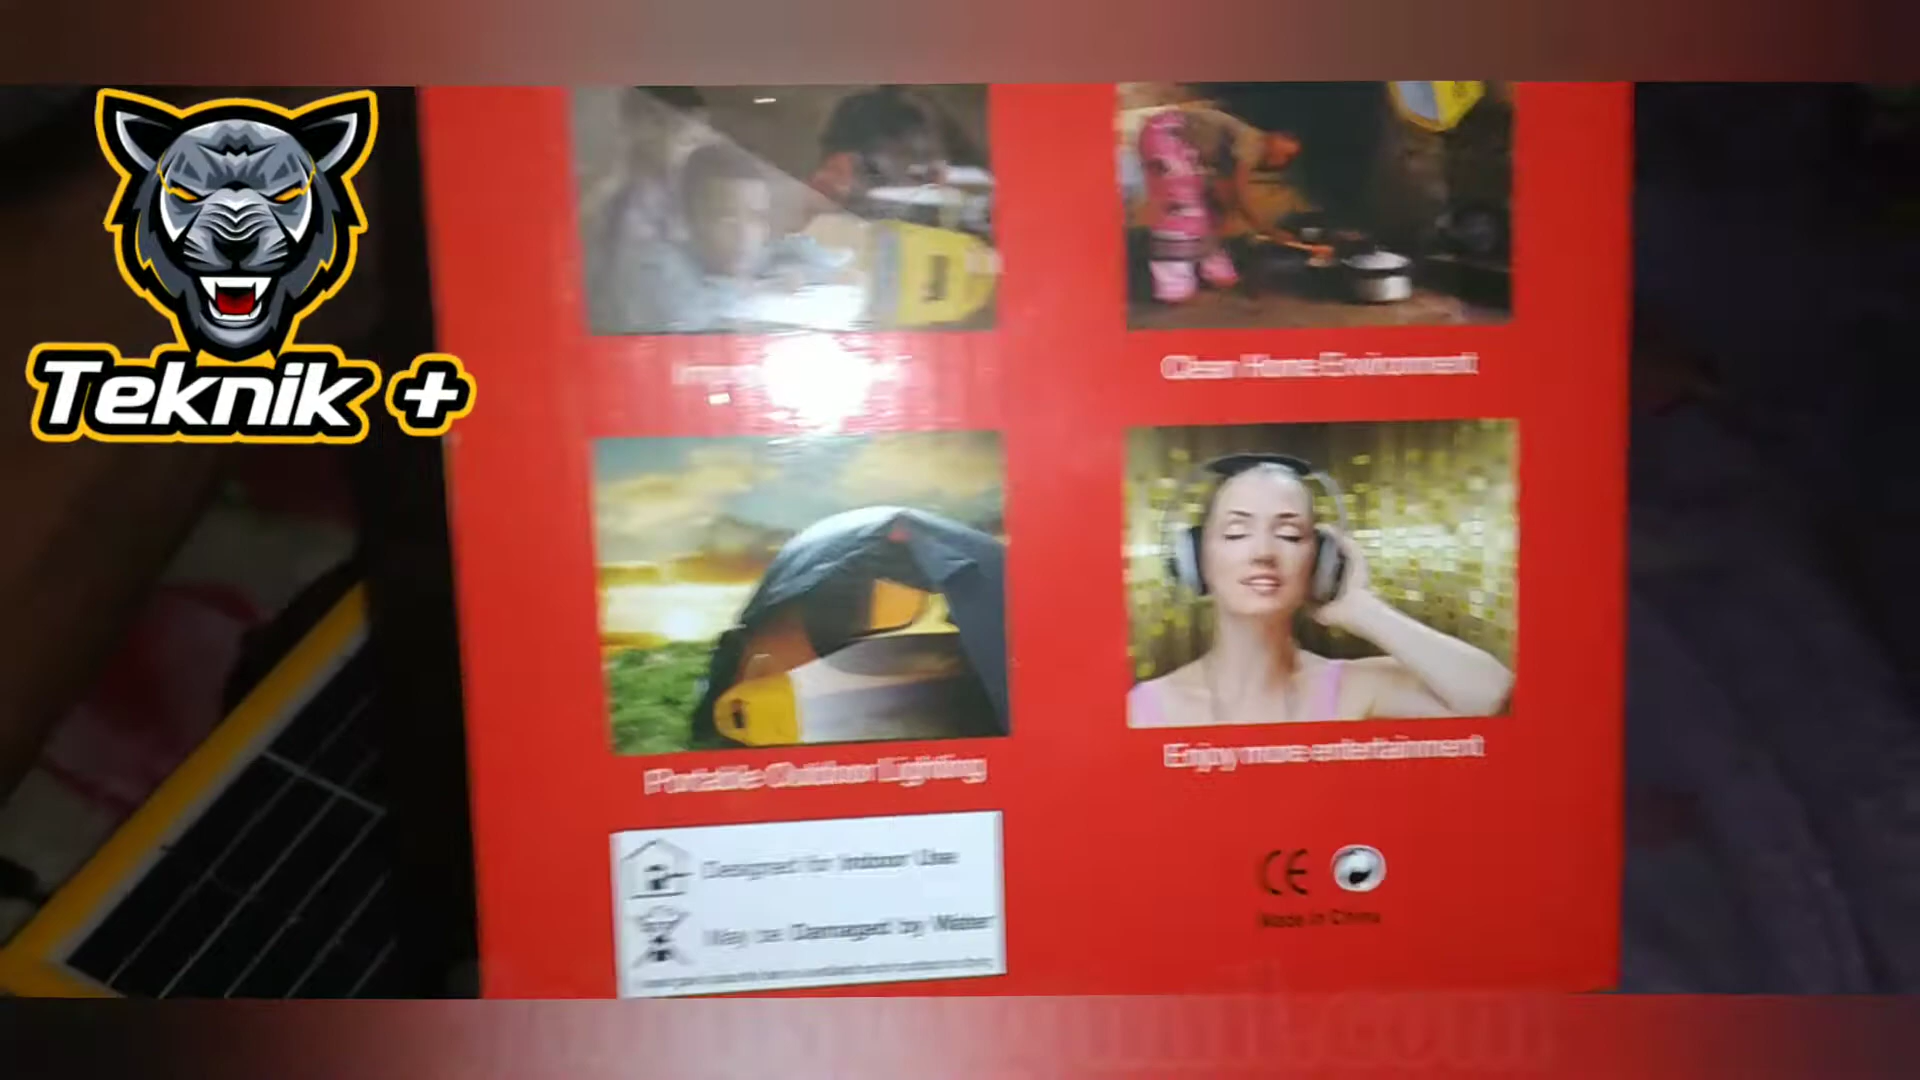 Teknik +
Clean Home Environment
Portable Outdoor Lighting
Enjoy more entertainment
Designed for Indoor Use
May be Damaged by Water
CE
Made in China